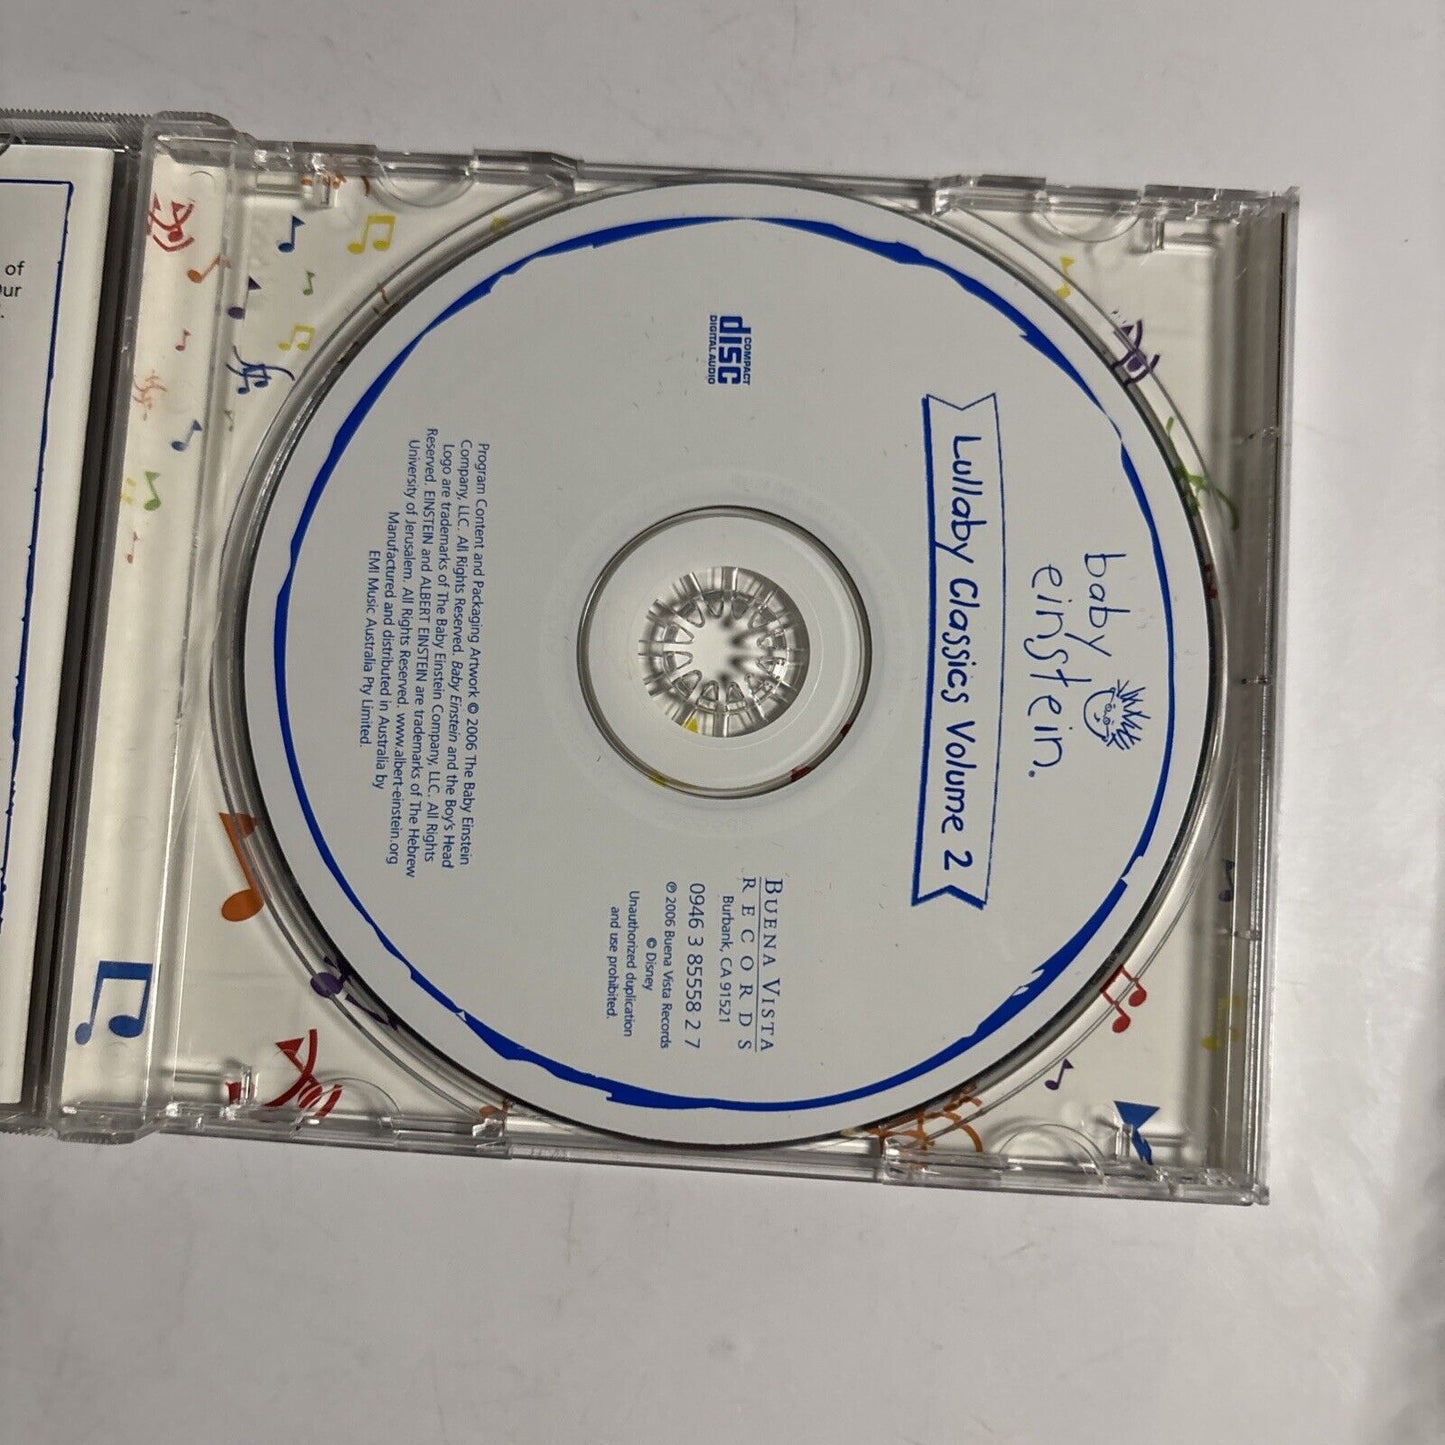 baby
einstein.
Lullaby Classics Volume 2
COMPACT
disc
DIGITAL AUDIO
BUENA VISTA
RECORDS
Burbank, CA 91521
0946 3 85558 2 7
℗ 2006 Buena Vista Records
© Disney
Unauthorized duplication
and use prohibited.
Program Content and Packaging Artwork © 2006 The Baby Einstein
Company, LLC. All Rights Reserved. Baby Einstein and the Boy's Head
Logo are trademarks of The Baby Einstein Company, LLC. All Rights
Reserved. EINSTEIN and ALBERT EINSTEIN are trademarks of The Hebrew
University of Jerusalem. All Rights Reserved. www.albert-einstein.org
Manufactured and distributed in Australia by
EMI Music Australia Pty Limited.
of
our